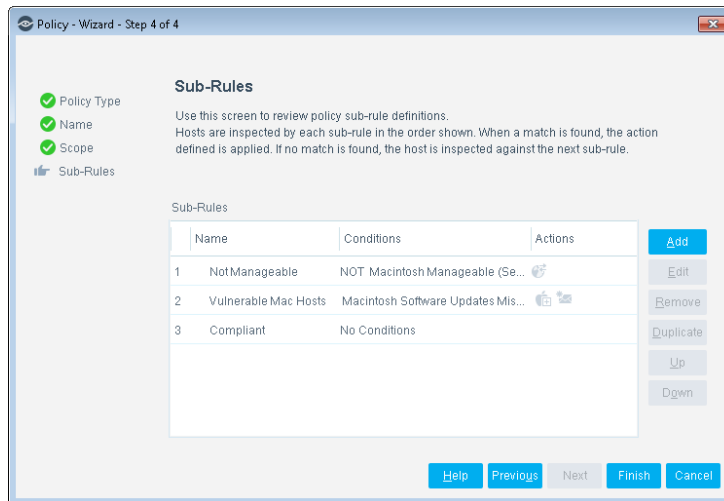 Policy - Wizard - Step 4 of 4
Policy Type
Name
Scope
Sub-Rules
Sub-Rules
Use this screen to review policy sub-rule definitions.
Hosts are inspected by each sub-rule in the order shown. When a match is found, the action
defined is applied. If no match is found, the host is inspected against the next sub-rule.
Sub-Rules
Name Conditions Actions
1 Not Manageable NOT Macintosh Manageable (Se...
2 Vulnerable Mac Hosts Macintosh Software Updates Mis...
3 Compliant No Conditions
Add
Edit
Remove
Duplicate
Up
Down
Help Previous Next Finish Cancel